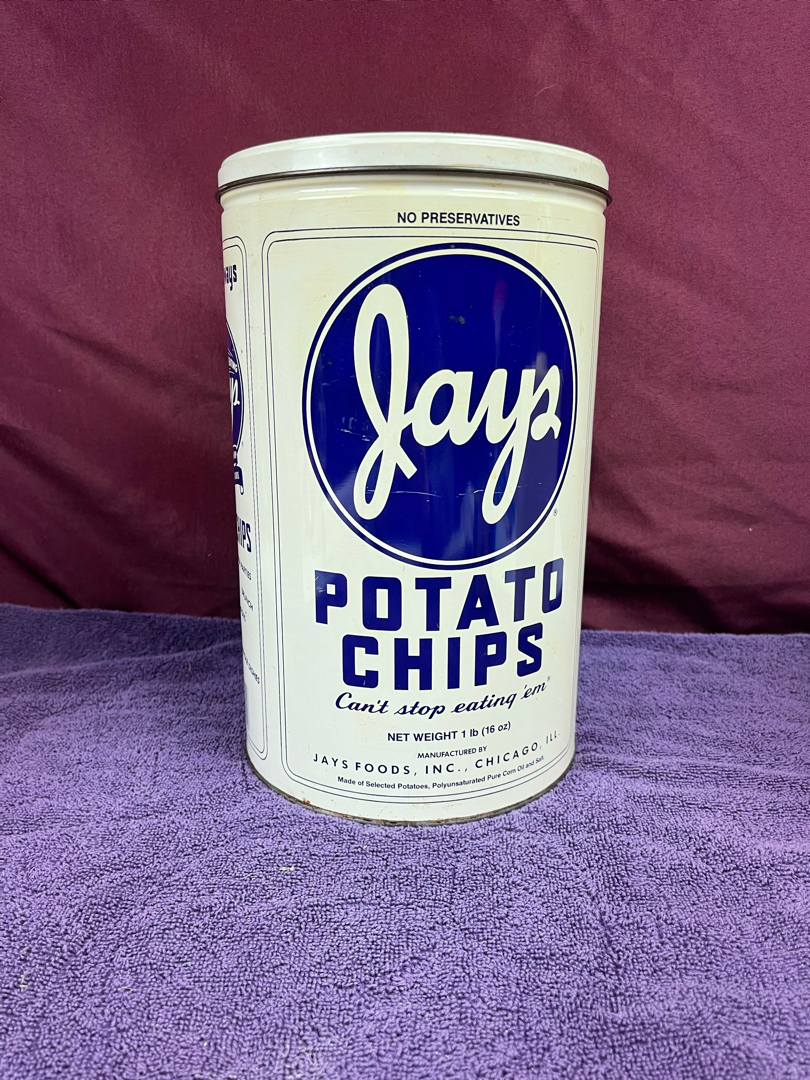 NO PRESERVATIVES
Jays
®
POTATO
CHIPS
Can't stop eating 'em®
NET WEIGHT 1 lb (16 oz)
MANUFACTURED BY
JAYS FOODS, INC., CHICAGO, ILL.
Made of Selected Potatoes, Polyunsaturated Pure Corn Oil and Salt.